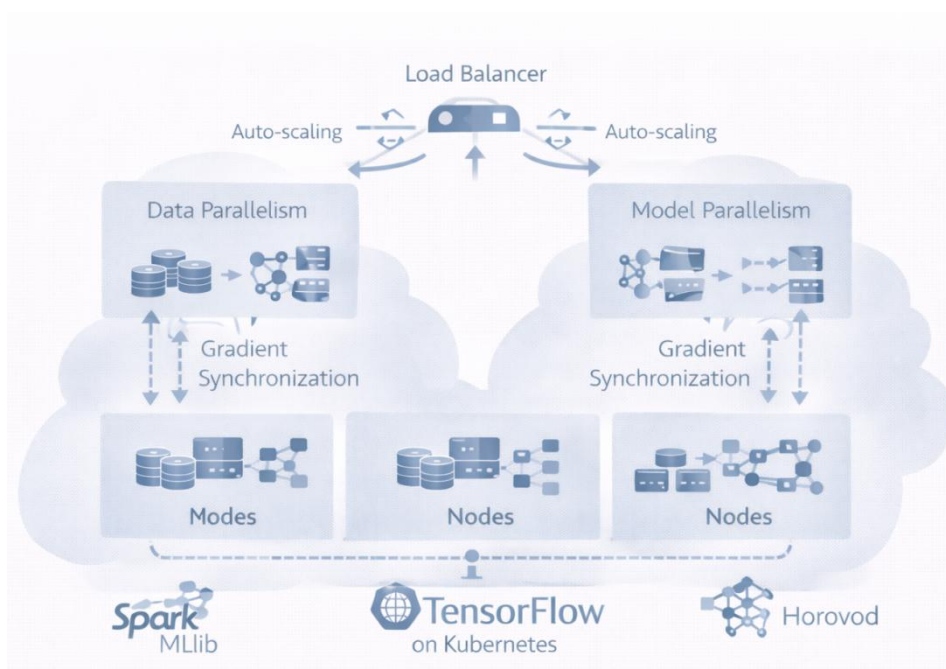 Load Balancer
Auto-scaling
Auto-scaling
Data Parallelism
Model Parallelism
Gradient
Synchronization
Gradient
Synchronization
Modes
Nodes
Nodes
Spark
MLlib
TensorFlow
on Kubernetes
Horovod